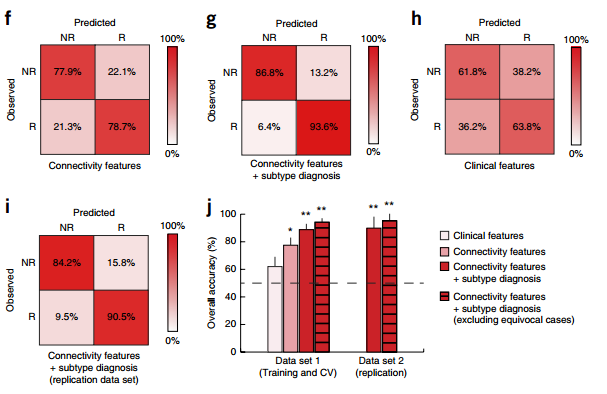 f
Predicted
NR R
100%
Observed
NR 77.9% 22.1%
R 21.3% 78.7%
0%
Connectivity features
g
Predicted
NR R
100%
Observed
NR 86.8% 13.2%
R 6.4% 93.6%
0%
Connectivity features
+ subtype diagnosis
h
Predicted
NR R
100%
Observed
NR 61.8% 38.2%
R 36.2% 63.8%
0%
Clinical features
i
Predicted
NR R
100%
Observed
NR 84.2% 15.8%
R 9.5% 90.5%
0%
Connectivity features
+ subtype diagnosis
(replication data set)
j
Overall accuracy (%)
100
80
60
40
20
0
* ** ** ** **
Data set 1
(Training and CV)
Data set 2
(replication)
Clinical features
Connectivity features
Connectivity features
+ subtype diagnosis
Connectivity features
+ subtype diagnosis
(excluding equivocal cases)